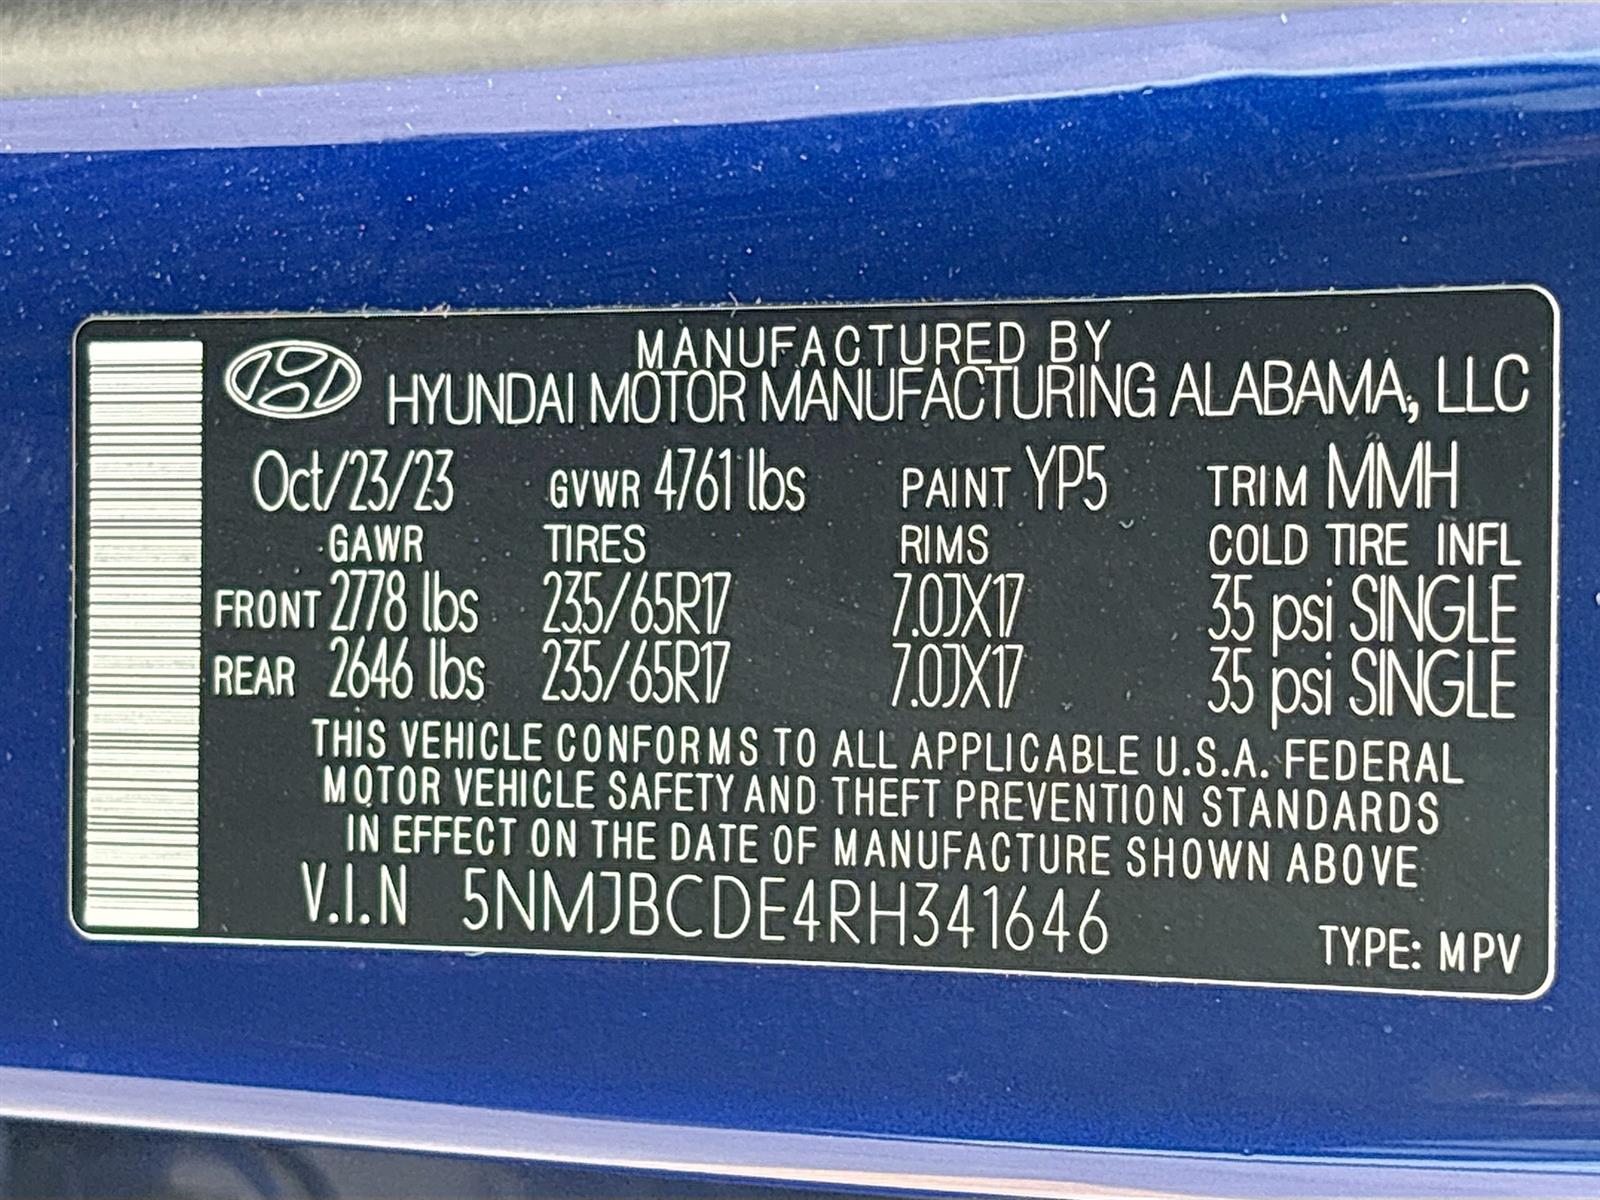 MANUFACTURED BY
HYUNDAI MOTOR MANUFACTURING ALABAMA, LLC
Oct/23/23 GVWR 4761 lbs PAINT YP5 TRIM MMH
GAWR TIRES RIMS COLD TIRE INFL
FRONT 2778 lbs 235/65R17 7.0JX17 35 psi SINGLE
REAR 2646 lbs 235/65R17 7.0JX17 35 psi SINGLE
THIS VEHICLE CONFORMS TO ALL APPLICABLE U.S.A. FEDERAL
MOTOR VEHICLE SAFETY AND THEFT PREVENTION STANDARDS
IN EFFECT ON THE DATE OF MANUFACTURE SHOWN ABOVE
V.I.N 5NMJBCDE4RH341646
TYPE: MPV